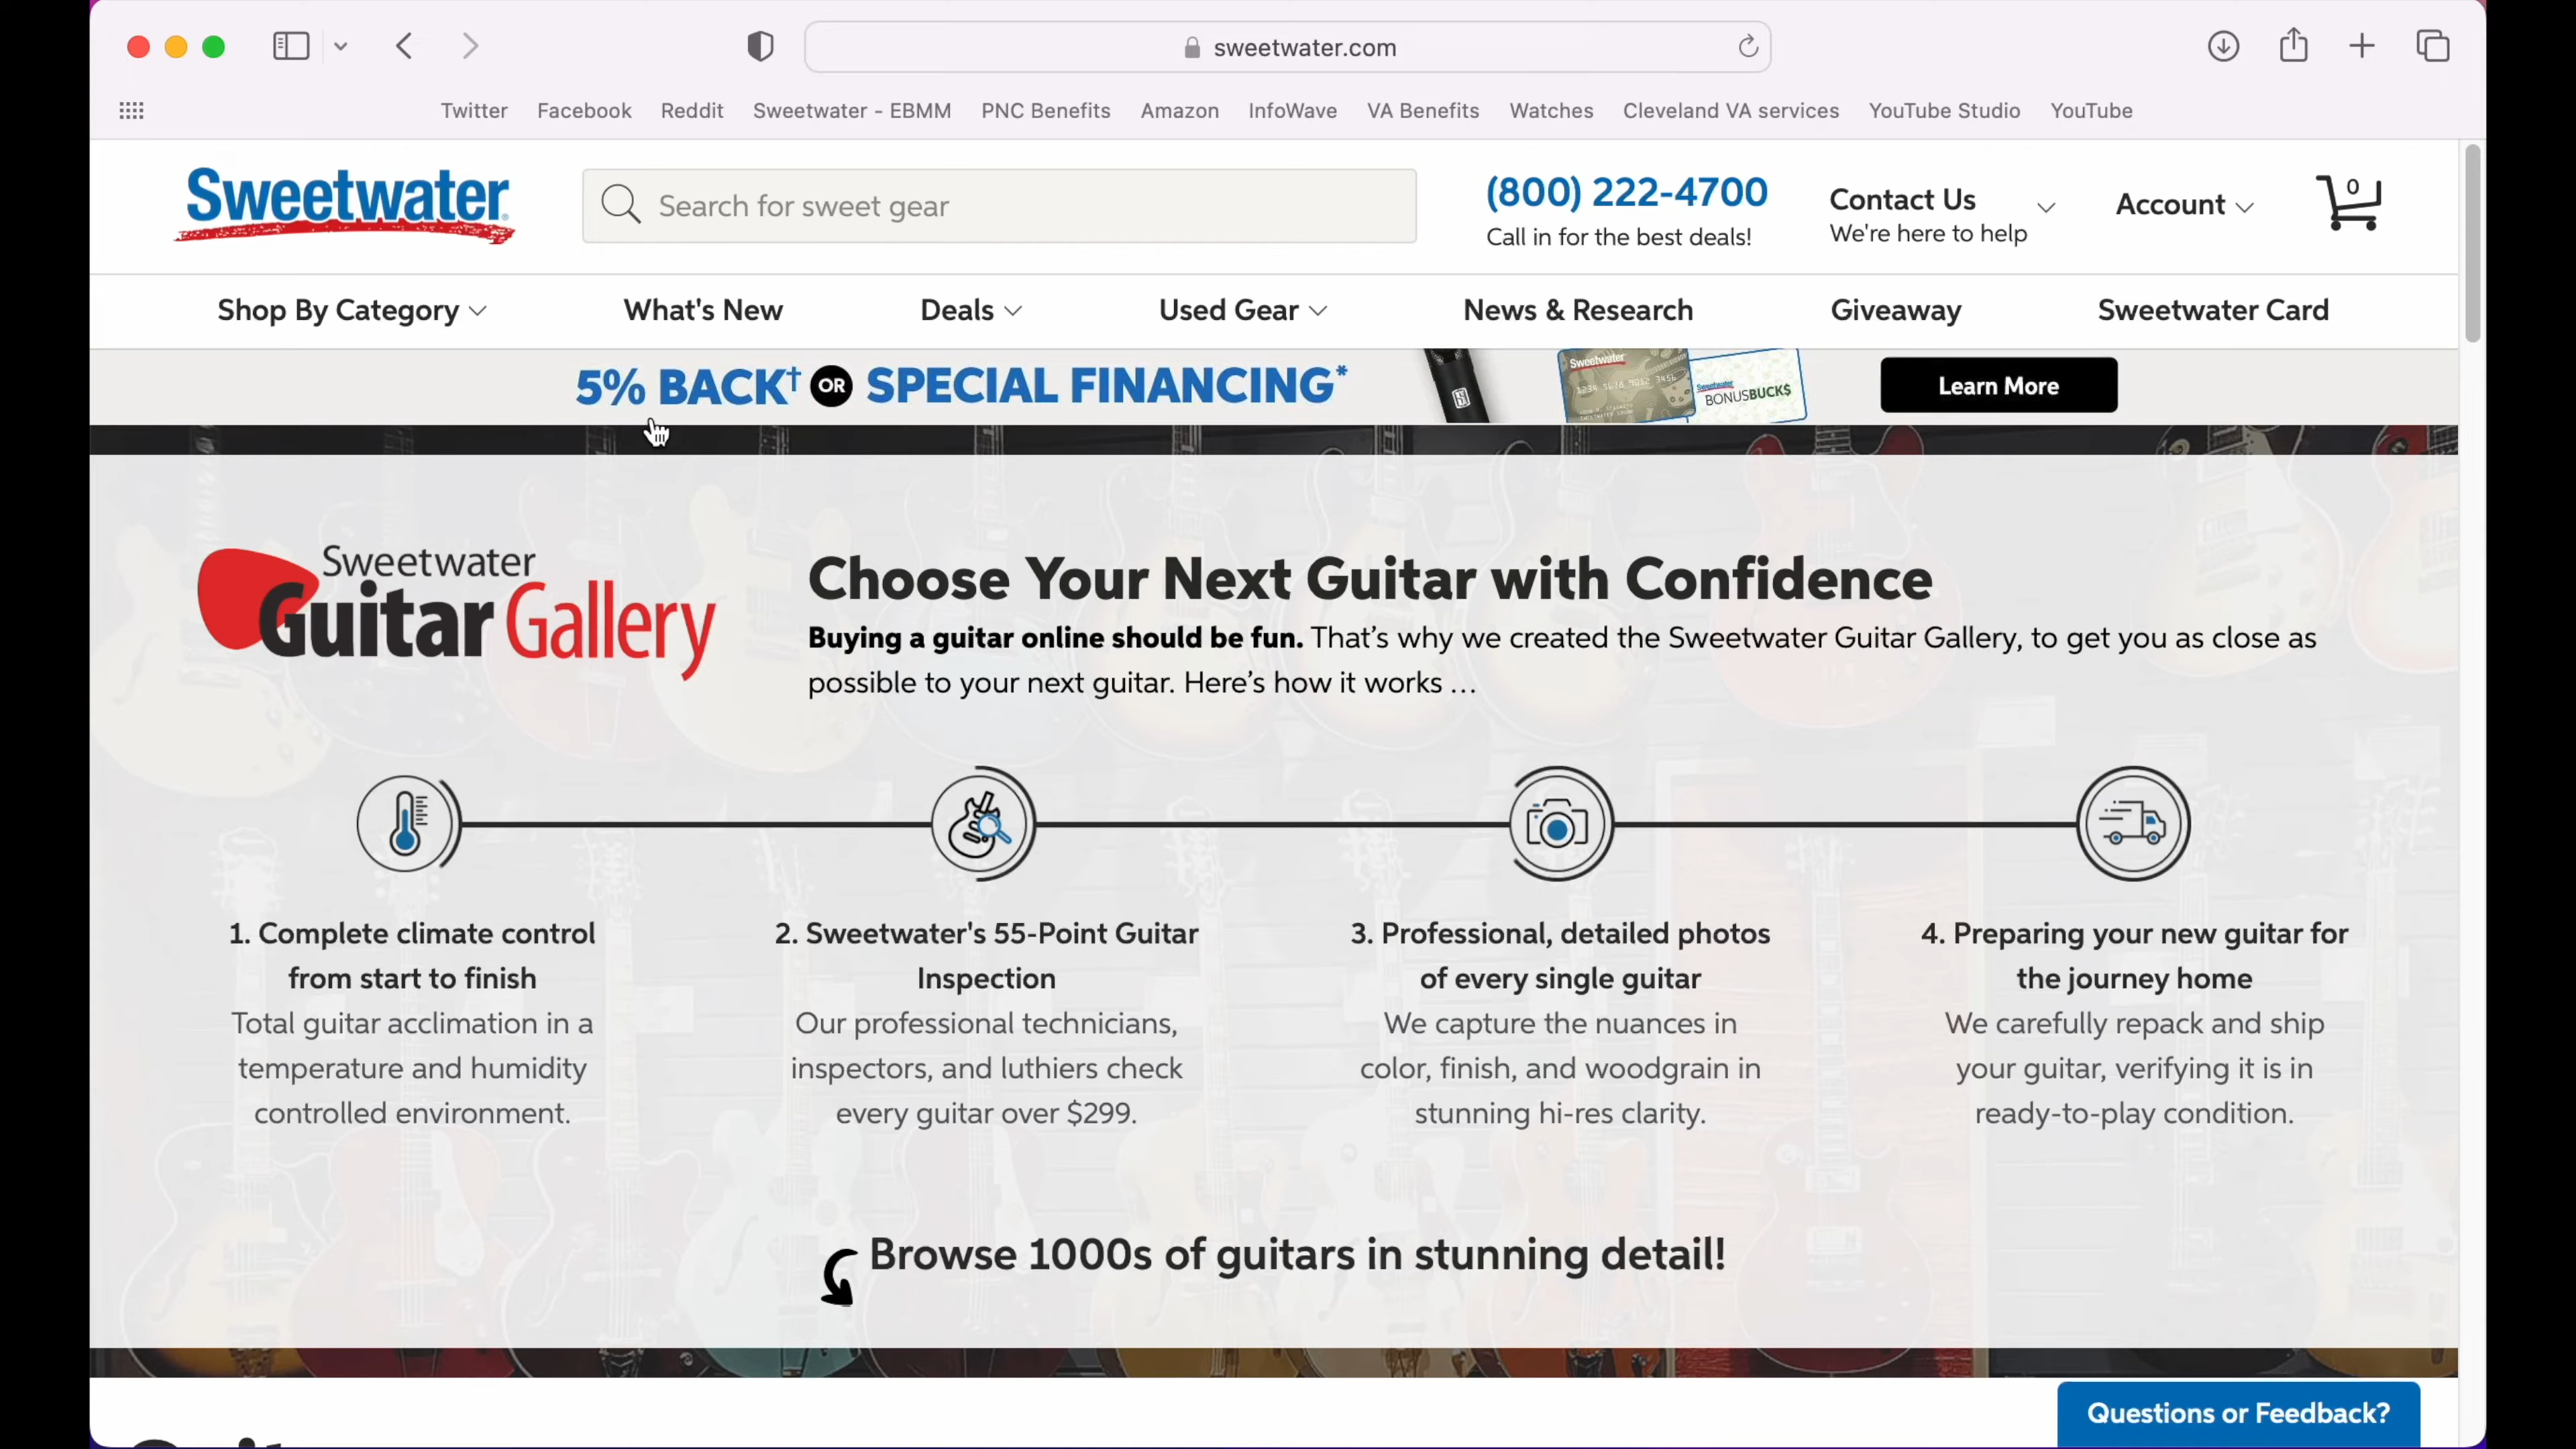 sweetwater.com
Twitter Facebook Reddit Sweetwater - EBMM PNC Benefits Amazon InfoWave VA Benefits Watches Cleveland VA services YouTube Studio YouTube
Sweetwater
Search for sweet gear
(800) 222-4700
Call in for the best deals!
Contact Us
We're here to help
Account
0
Shop By Category What's New Deals Used Gear News & Research Giveaway Sweetwater Card
5% BACK† OR SPECIAL FINANCING*
Sweetwater
Sweetwater
BONUSBUCK$
Learn More
Sweetwater
Guitar Gallery
Choose Your Next Guitar with Confidence
Buying a guitar online should be fun. That's why we created the Sweetwater Guitar Gallery, to get you as close as
possible to your next guitar. Here's how it works …
1. Complete climate control
from start to finish
Total guitar acclimation in a
temperature and humidity
controlled environment.
2. Sweetwater's 55-Point Guitar
Inspection
Our professional technicians,
inspectors, and luthiers check
every guitar over $299.
3. Professional, detailed photos
of every single guitar
We capture the nuances in
color, finish, and woodgrain in
stunning hi-res clarity.
4. Preparing your new guitar for
the journey home
We carefully repack and ship
your guitar, verifying it is in
ready-to-play condition.
Browse 1000s of guitars in stunning detail!
Questions or Feedback?